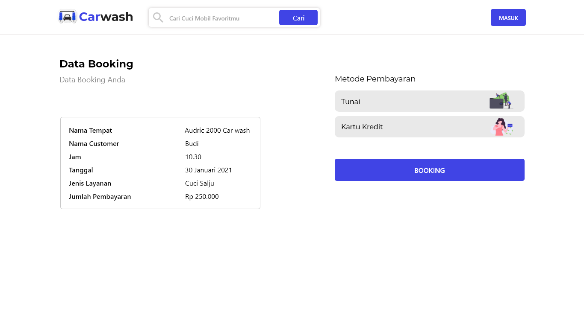 Carwash
Cari Cuci Mobil Favoritmu
Cari
MASUK
Data Booking
Data Booking Anda
Nama Tempat Audric 2000 Car wash
Nama Customer Budi
Jam 10.30
Tanggal 30 Januari 2021
Jenis Layanan Cuci Salju
Jumlah Pembayaran Rp 250.000
Metode Pembayaran
Tunai
Kartu Kredit
BOOKING